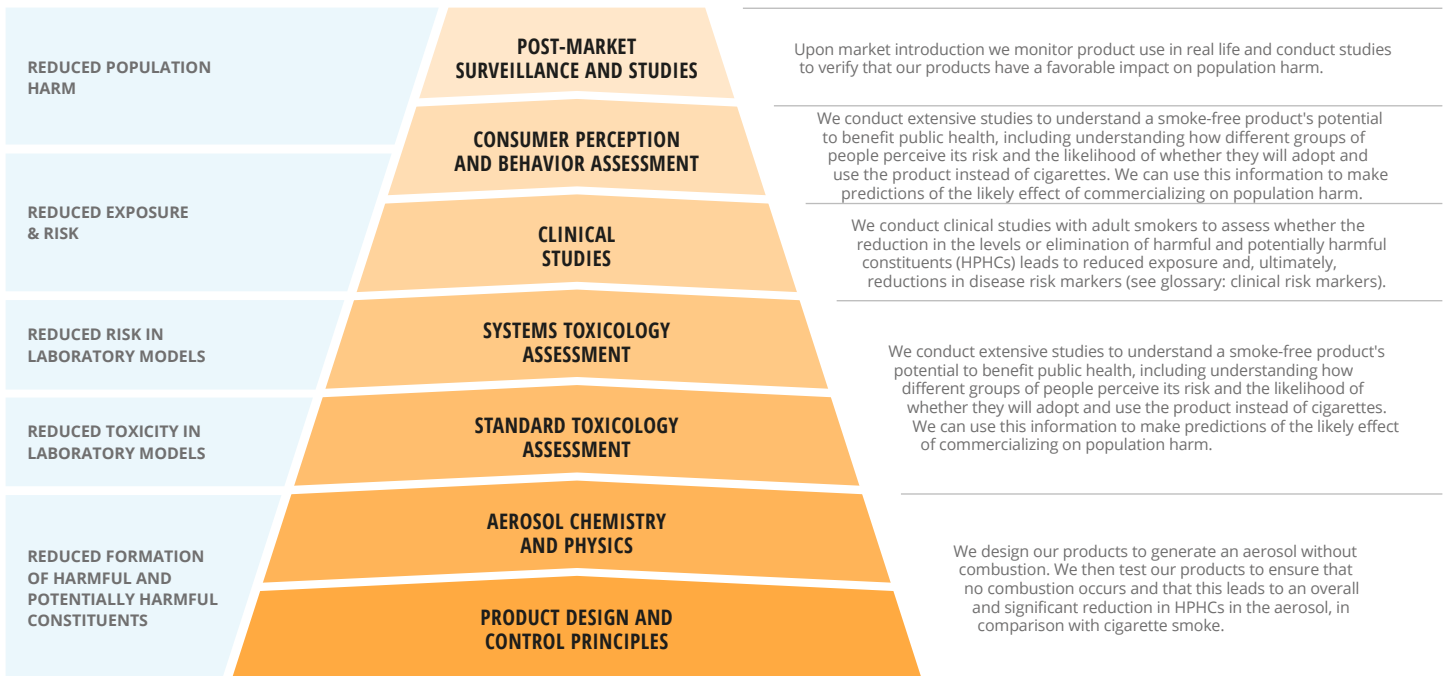 REDUCED POPULATION
HARM
POST-MARKET
SURVEILLANCE AND STUDIES
Upon market introduction we monitor product use in real life and conduct studies
to verify that our products have a favorable impact on population harm.
CONSUMER PERCEPTION
AND BEHAVIOR ASSESSMENT
We conduct extensive studies to understand a smoke-free product's potential
to benefit public health, including understanding how different groups of
people perceive its risk and the likelihood of whether they will adopt and
use the product instead of cigarettes. We can use this information to make
predictions of the likely effect of commercializing on population harm.
REDUCED EXPOSURE
& RISK
CLINICAL
STUDIES
We conduct clinical studies with adult smokers to assess whether the
reduction in the levels or elimination of harmful and potentially harmful
constituents (HPHCs) leads to reduced exposure and, ultimately,
reductions in disease risk markers (see glossary: clinical risk markers).
REDUCED RISK IN
LABORATORY MODELS
SYSTEMS TOXICOLOGY
ASSESSMENT
We conduct extensive studies to understand a smoke-free product's
potential to benefit public health, including understanding how
different groups of people perceive its risk and the likelihood of
whether they will adopt and use the product instead of cigarettes.
We can use this information to make predictions of the likely effect
of commercializing on population harm.
REDUCED TOXICITY IN
LABORATORY MODELS
STANDARD TOXICOLOGY
ASSESSMENT
REDUCED FORMATION
OF HARMFUL AND
POTENTIALLY HARMFUL
CONSTITUENTS
AEROSOL CHEMISTRY
AND PHYSICS
PRODUCT DESIGN AND
CONTROL PRINCIPLES
We design our products to generate an aerosol without
combustion. We then test our products to ensure that
no combustion occurs and that this leads to an overall
and significant reduction in HPHCs in the aerosol, in
comparison with cigarette smoke.